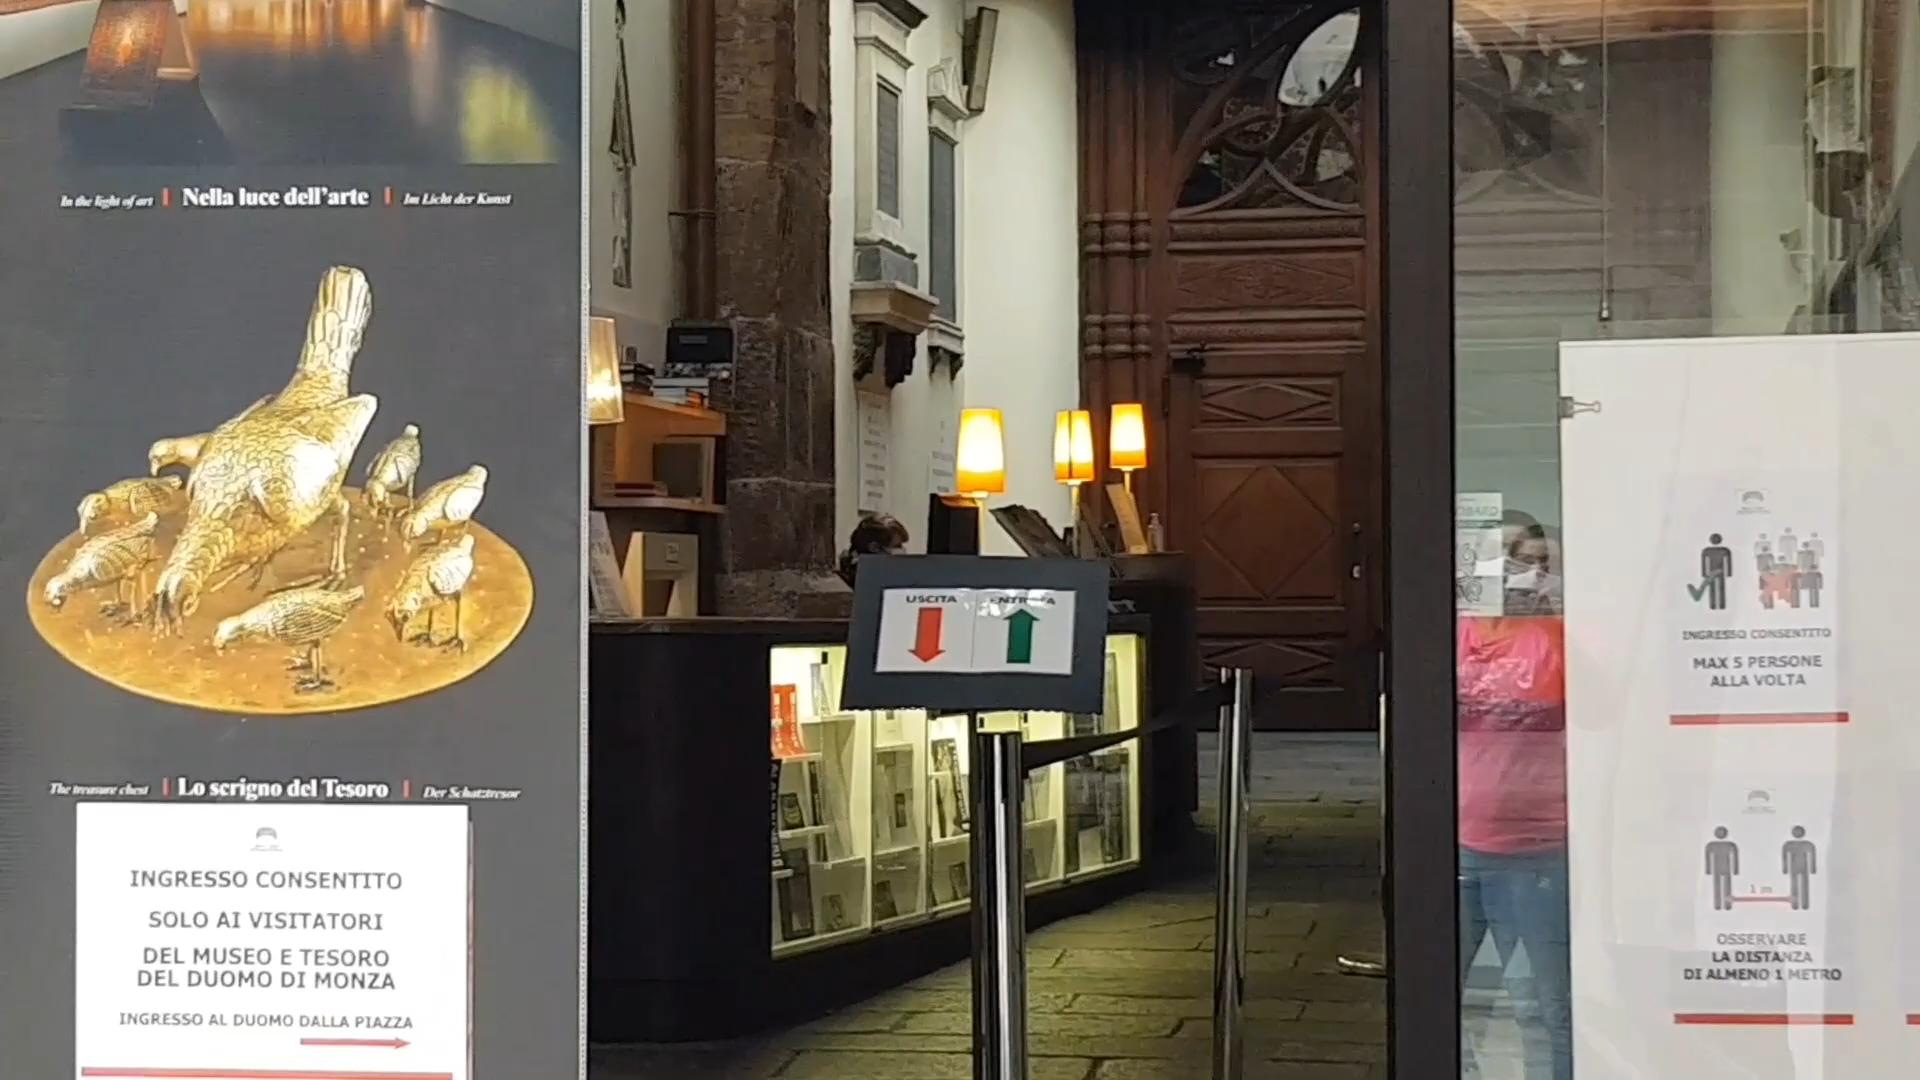 In the light of art | Nella luce dell'arte | Im Licht der Kunst
The treasure chest | Lo scrigno del Tesoro | Der Schatztresor
INGRESSO CONSENTITO
SOLO AI VISITATORI
DEL MUSEO E TESORO
DEL DUOMO DI MONZA
INGRESSO AL DUOMO DALLA PIAZZA
USCITA ENTRATA
INGRESSO CONSENTITO
MAX 5 PERSONE
ALLA VOLTA
1 m
OSSERVARE
LA DISTANZA
DI ALMENO 1 METRO